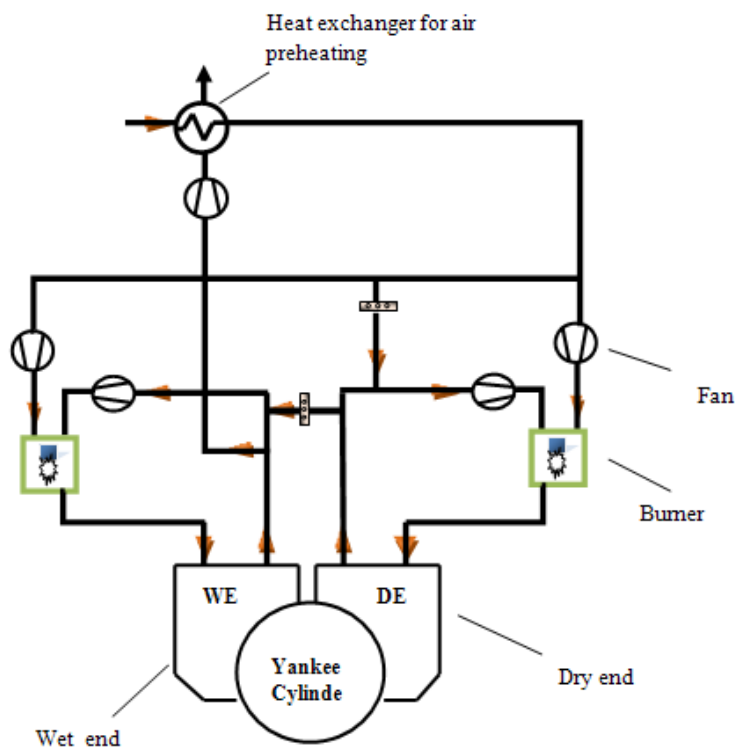 Heat exchanger for air
preheating
Fan
Burner
WE
DE
Yankee
Cylinde
Dry end
Wet end